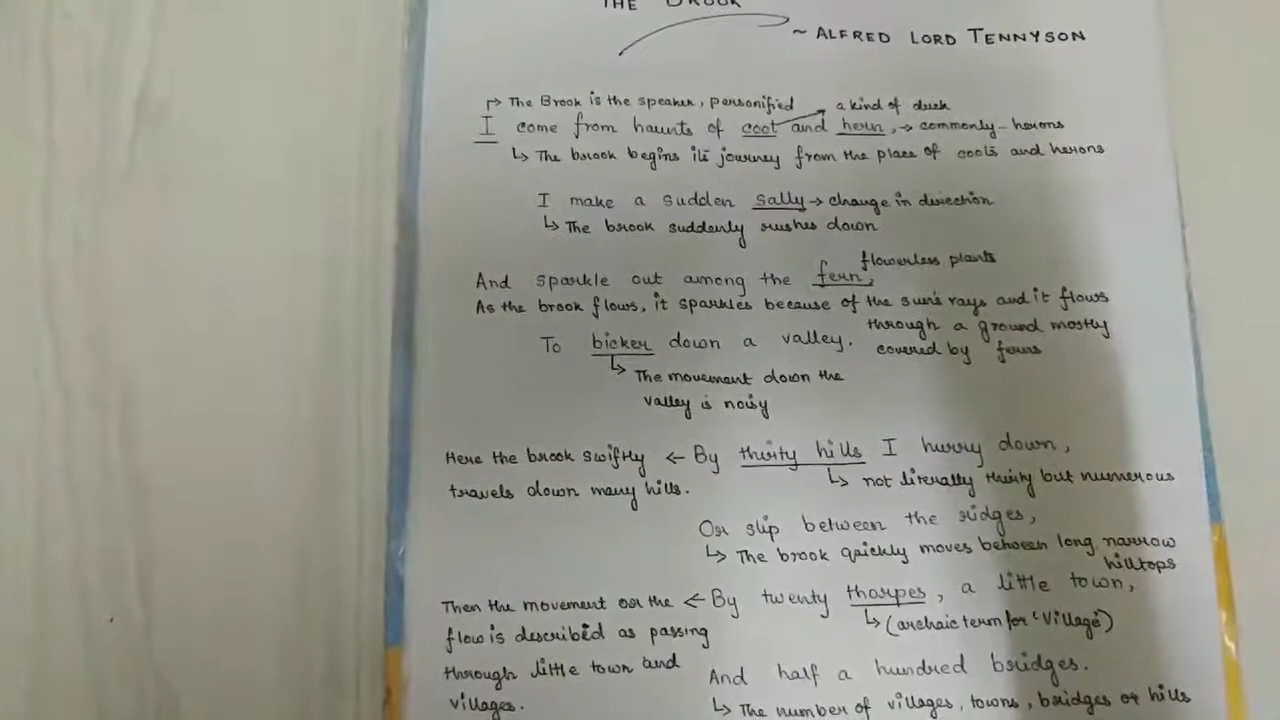 THE BROOK
~ ALFRED LORD TENNYSON
The Brook is the speaker, personified a kind of duck
I come from haunts of coot and hern, → commonly - herons
↳ The brook begins its journey from the place of coots and herons
I make a sudden sally → change in direction
↳ The brook suddenly rushes down
flowerless plants
And sparkle out among the fern,
As the brook flows, it sparkles because of the sun's rays and it flows
through a ground mostly
To bicker down a valley. covered by ferns
↳ The movement down the
valley is noisy
Here the brook swiftly ← By thirty hills I hurry down,
travels down many hills. ↳ not literally thirty but numerous
Or slip between the ridges,
↳ The brook quickly moves between long narrow
hilltops
Then the movement or the ← By twenty thorpes, a little town,
flow is described as passing ↳ (archaic term for 'Village')
through little town and And half a hundred bridges.
villages. ↳ The number of villages, towns, bridges or hills